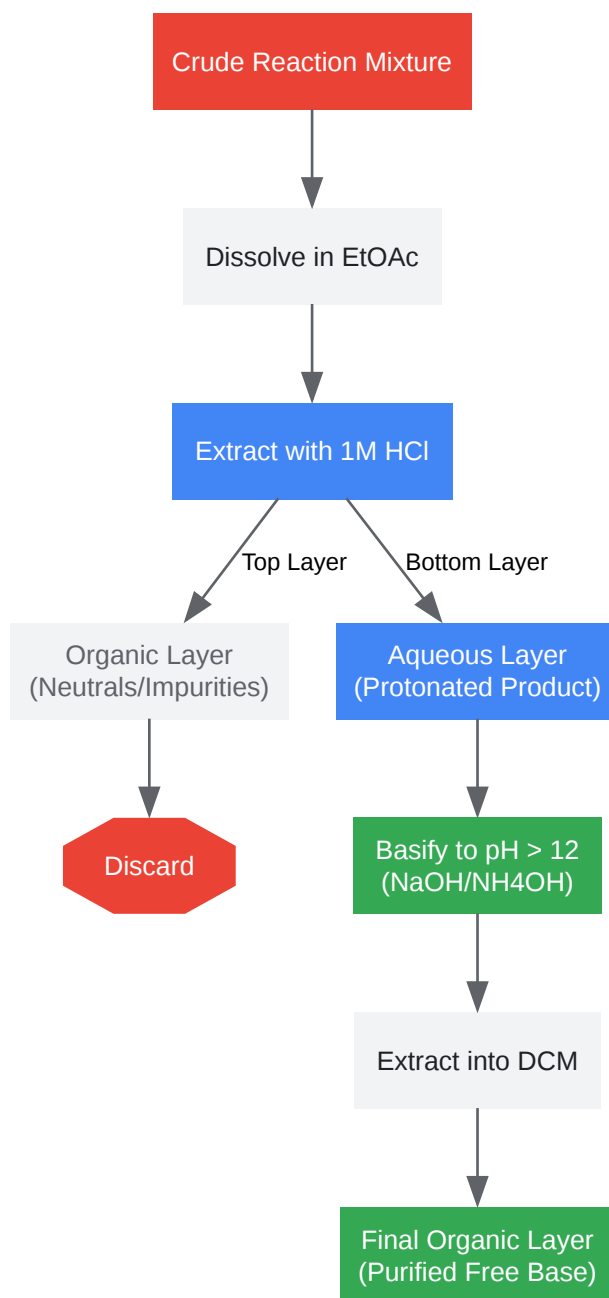 Crude Reaction Mixture
Dissolve in EtOAc
Extract with 1M HCl
Top Layer
Bottom Layer
Organic Layer
(Neutrals/Impurities)
Aqueous Layer
(Protonated Product)
Discard
Basify to pH > 12
(NaOH/NH4OH)
Extract into DCM
Final Organic Layer
(Purified Free Base)